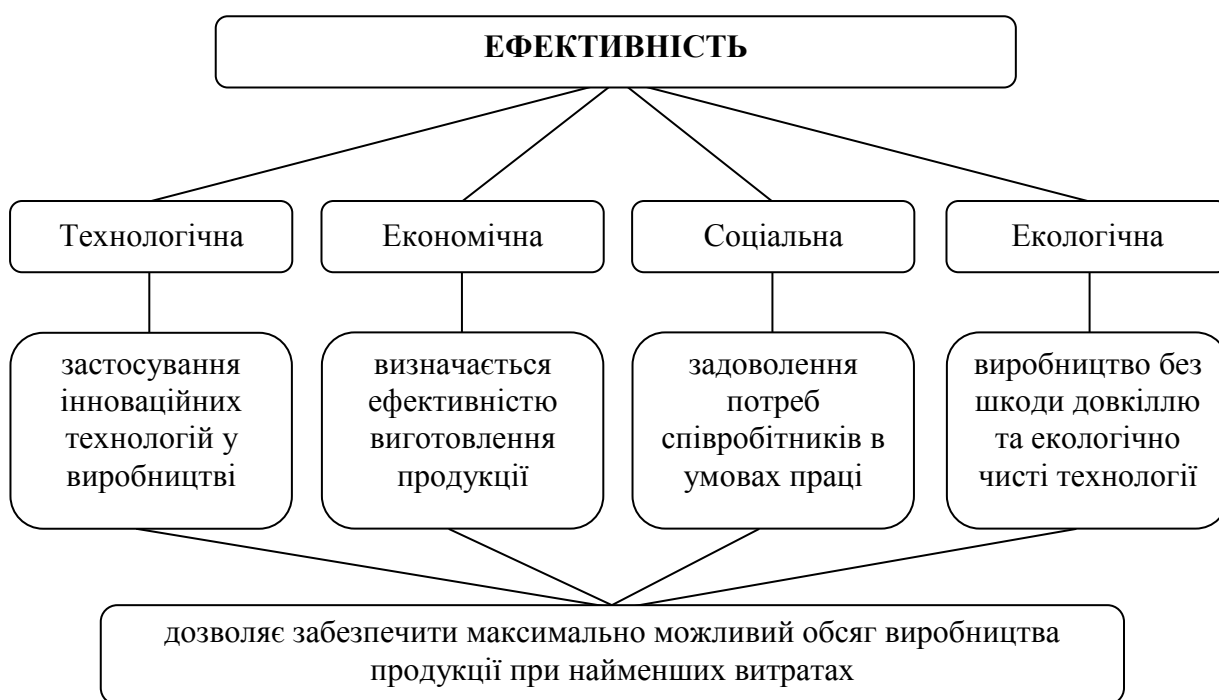 ЕФЕКТИВНІСТЬ
Технологічна
Економічна
Соціальна
Екологічна
застосування
інноваційних
технологій у
виробництві
визначається
ефективністю
виготовлення
продукції
задоволення
потреб
співробітників в
умовах праці
виробництво без
шкоди довкіллю
та екологічно
чисті технології
дозволяє забезпечити максимально можливий обсяг виробництва
продукції при найменших витратах